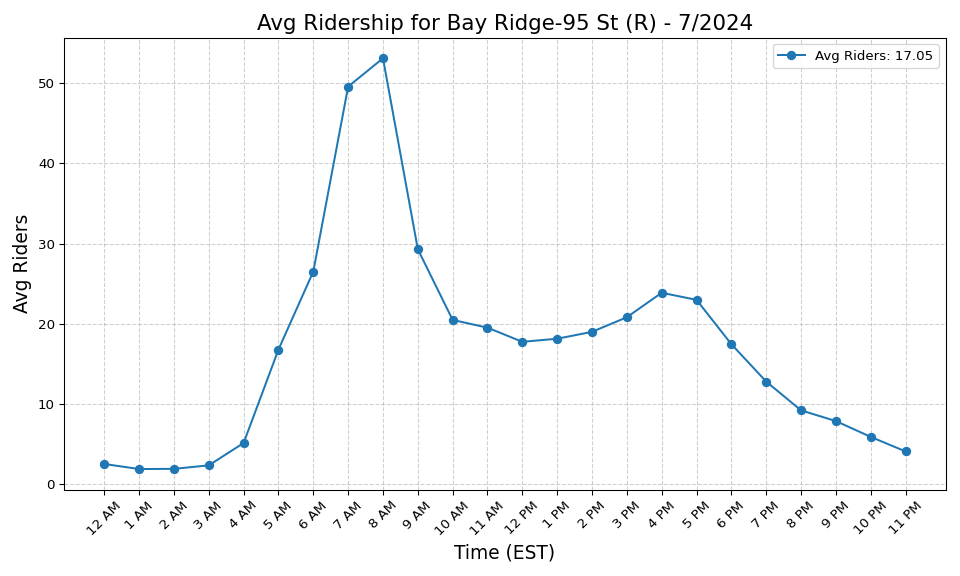 Avg Ridership for Bay Ridge-95 St (R) - 7/2024
Avg Riders: 17.05
50
40
30
20
10
0
Avg Riders
12 AM
1 AM
2 AM
3 AM
4 AM
5 AM
6 AM
7 AM
8 AM
9 AM
10 AM
11 AM
12 PM
1 PM
2 PM
3 PM
4 PM
5 PM
6 PM
7 PM
8 PM
9 PM
10 PM
11 PM
Time (EST)